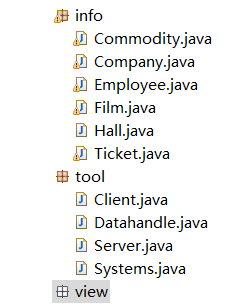 info
Commodity.java
Company.java
Employee.java
Film.java
Hall.java
Ticket.java
tool
Client.java
Datahandle.java
Server.java
Systems.java
view